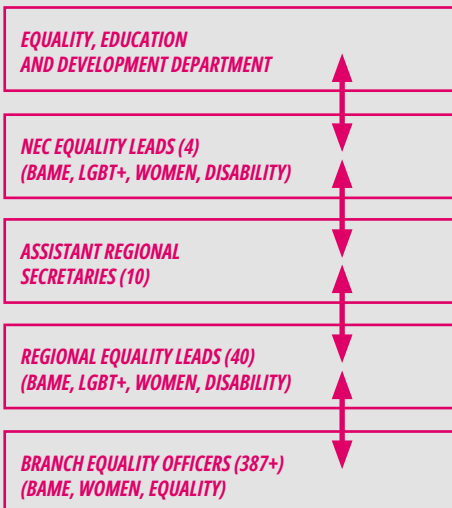 EQUALITY, EDUCATION
AND DEVELOPMENT DEPARTMENT
NEC EQUALITY LEADS (4)
(BAME, LGBT+, WOMEN, DISABILITY)
ASSISTANT REGIONAL
SECRETARIES (10)
REGIONAL EQUALITY LEADS (40)
(BAME, LGBT+, WOMEN, DISABILITY)
BRANCH EQUALITY OFFICERS (387+)
(BAME, WOMEN, EQUALITY)